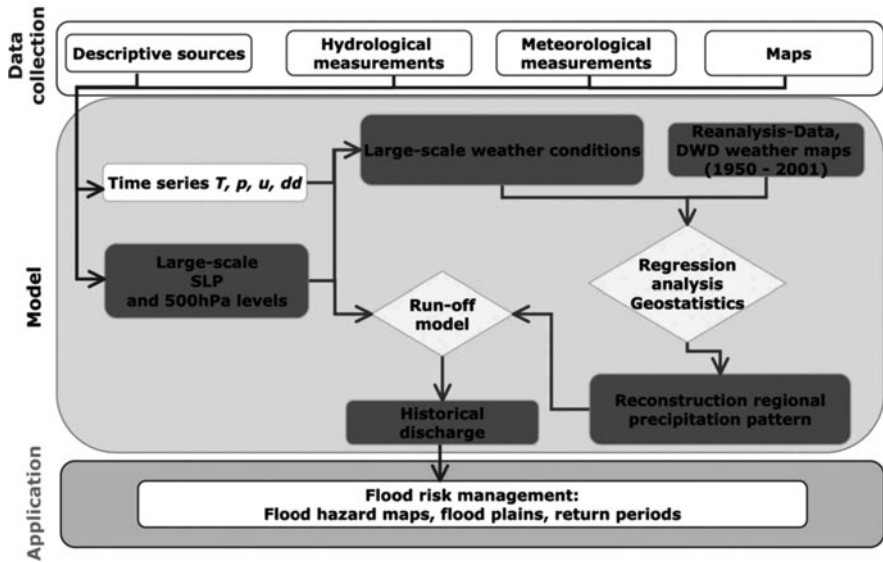 Data
collection
Descriptive sources
Hydrological
measurements
Meteorological
measurements
Maps
Model
Time series T, p, u, dd
Large-scale weather conditions
Reanalysis-Data,
DWD weather maps
(1950 - 2001)
Large-scale
SLP
and 500hPa levels
Run-off
model
Regression
analysis
Geostatistics
Historical
discharge
Reconstruction regional
precipitation pattern
Application
Flood risk management:
Flood hazard maps, flood plains, return periods